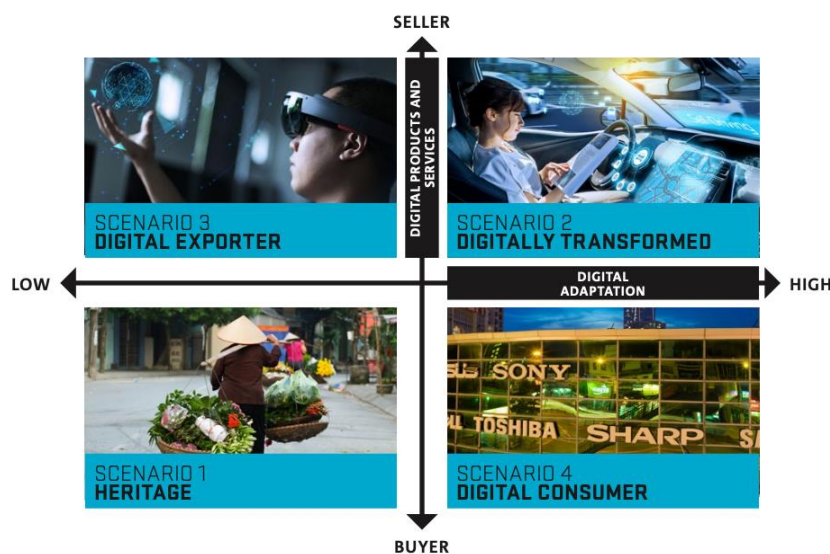 SELLER
DIGITAL PRODUCTS AND
SERVICES
SCENARIO 3
DIGITAL EXPORTER
SCENARIO 2
DIGITALLY TRANSFORMED
LOW
DIGITAL
ADAPTATION
HIGH
SONY
TOSHIBA
SHARP
SCENARIO 1
HERITAGE
SCENARIO 4
DIGITAL CONSUMER
BUYER